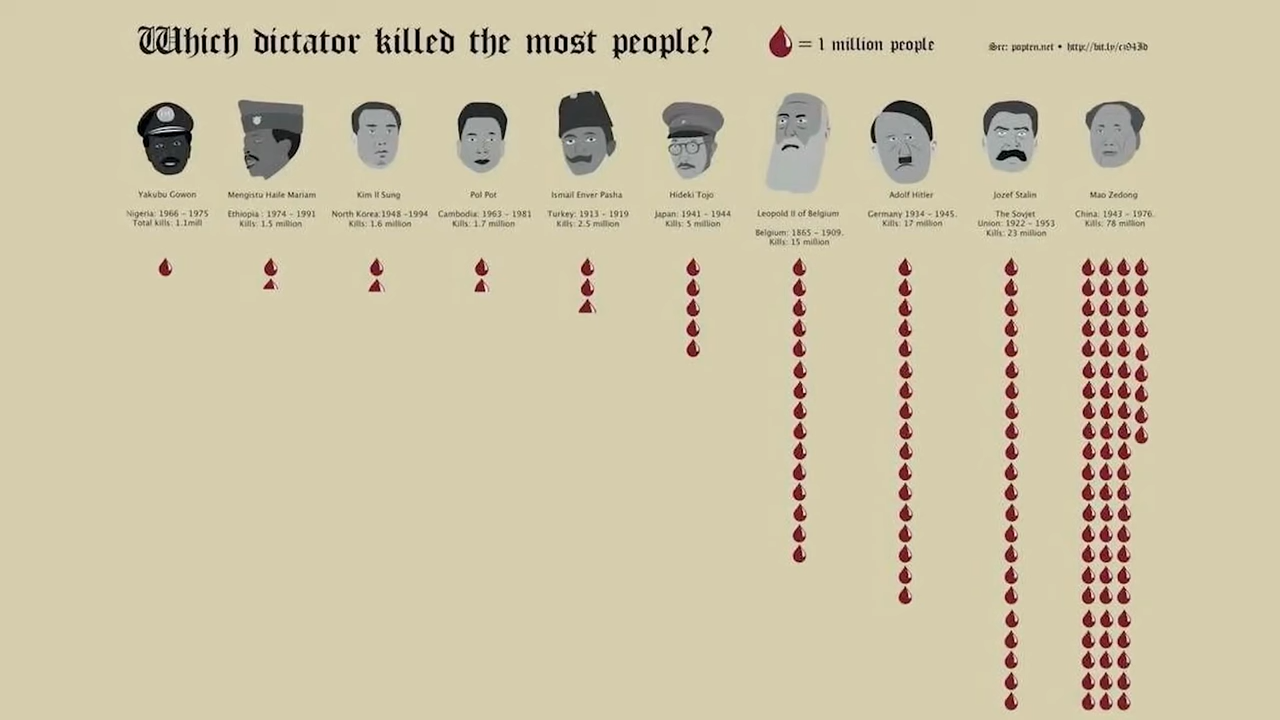 Which dictator killed the most people?
= 1 million people
Src: popten.net • http://bit.ly/
Yakubu Gowon
Nigeria: 1966 - 1975
Total kills: 1.1mill
Mengistu Haile Mariam
Ethiopia : 1974 - 1991
Kills: 1.5 million
Kim Il Sung
North Korea:1948 -1994
Kills: 1.6 million
Pol Pot
Cambodia: 1963 - 1981
Kills: 1.7 million
Ismail Enver Pasha
Turkey: 1913 - 1919
Kills: 2.5 million
Hideki Tojo
Japan: 1941 - 1944
Kills: 5 million
Leopold II of Belgium
Belgium: 1865 - 1909.
Kills: 15 million
Adolf Hitler
Germany 1934 - 1945.
Kills: 17 million
Jozef Stalin
The Sovjet
Union: 1922 - 1953
Kills: 23 million
Mao Zedong
China: 1943 - 1976.
Kills: 78 million